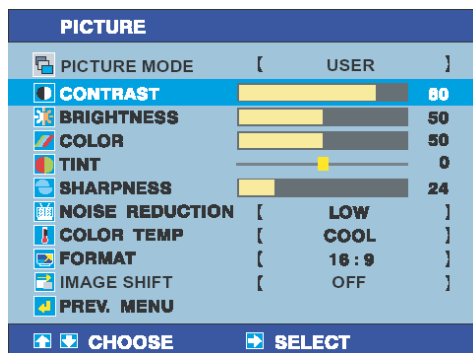 PICTURE
PICTURE MODE [ USER ]
CONTRAST 80
BRIGHTNESS 50
COLOR 50
TINT 0
SHARPNESS 24
NOISE REDUCTION [ LOW ]
COLOR TEMP [ COOL ]
FORMAT [ 16 : 9 ]
IMAGE SHIFT [ OFF ]
PREV. MENU
CHOOSE SELECT